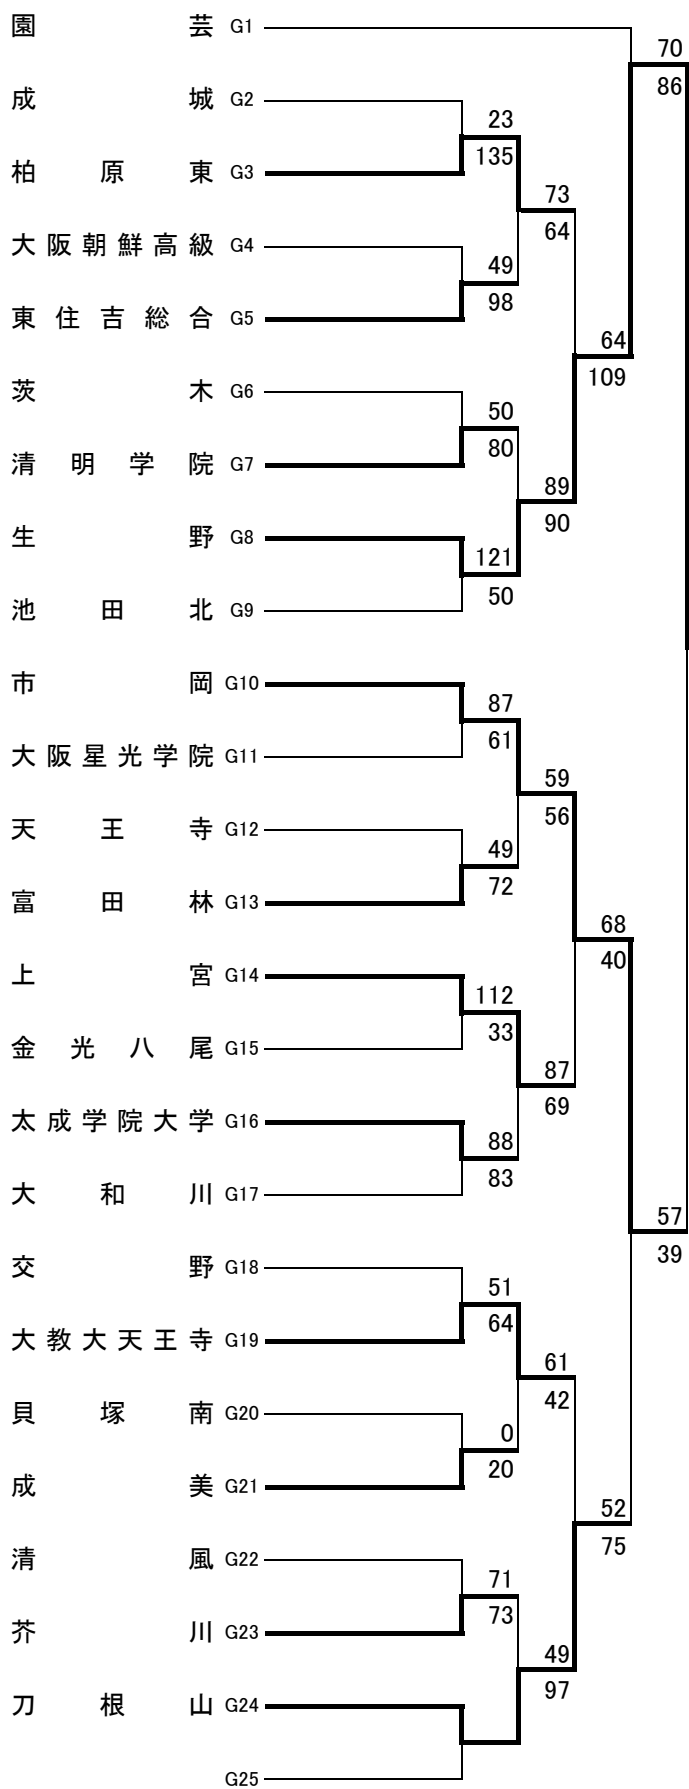 園芸 G1
70
86
成城 G2
23
135
柏原東 G3
73
64
大阪朝鮮高級 G4
49
98
東住吉総合 G5
64
109
茨木 G6
50
80
清明学院 G7
89
90
生野 G8
121
50
池田北 G9
市岡 G10
87
61
大阪星光学院 G11
59
56
天王寺 G12
49
72
富田林 G13
68
40
上宮 G14
112
33
金光八尾 G15
87
69
太成学院大学 G16
88
83
大和川 G17
57
39
交野 G18
51
64
大教大天王寺 G19
61
42
貝塚南 G20
0
20
成美 G21
52
75
清風 G22
71
73
芥川 G23
49
97
刀根山 G24
G25